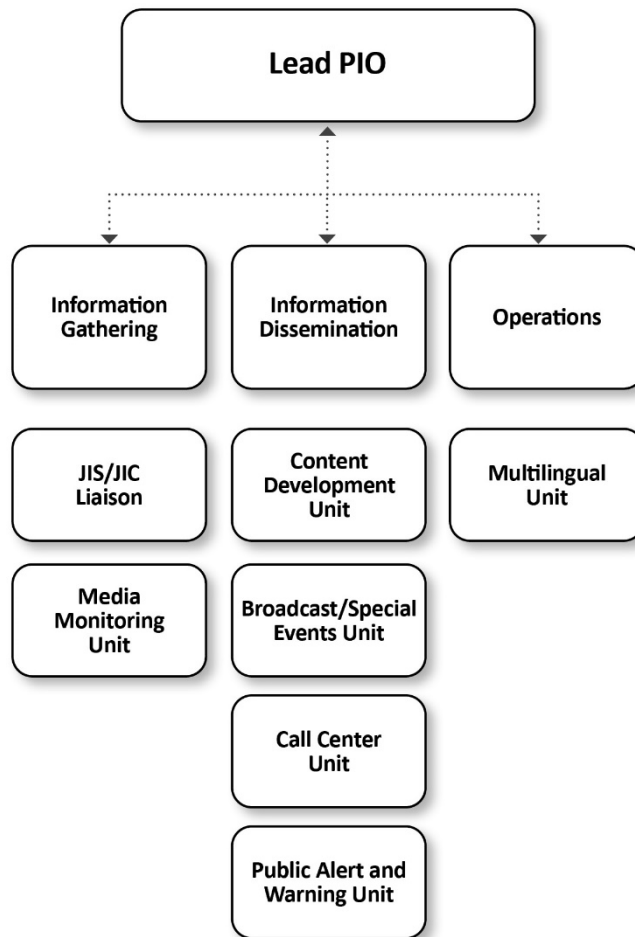 Lead PIO
Information
Gathering
Information
Dissemination
Operations
JIS/JIC
Liaison
Content
Development
Unit
Multilingual
Unit
Media
Monitoring
Unit
Broadcast/Special
Events Unit
Call Center
Unit
Public Alert and
Warning Unit